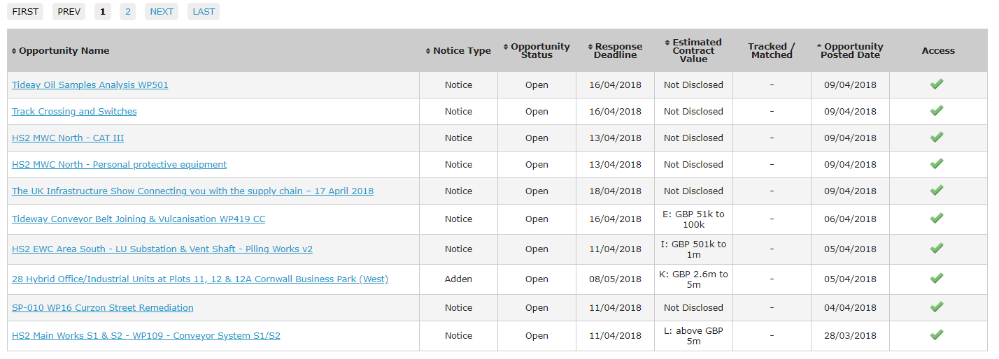 FIRST PREV 1 2 NEXT LAST
Opportunity Name Notice Type Opportunity Status Response Deadline Estimated Contract Value Tracked / Matched Opportunity Posted Date Access
Tideay Oil Samples Analysis WP501 Notice Open 16/04/2018 Not Disclosed - 09/04/2018
Track Crossing and Switches Notice Open 16/04/2018 Not Disclosed - 09/04/2018
HS2 MWC North - CAT III Notice Open 13/04/2018 Not Disclosed - 09/04/2018
HS2 MWC North - Personal protective equipment Notice Open 13/04/2018 Not Disclosed - 09/04/2018
The UK Infrastructure Show Connecting you with the supply chain – 17 April 2018 Notice Open 18/04/2018 Not Disclosed - 09/04/2018
Tideway Conveyor Belt Joining & Vulcanisation WP419 CC Notice Open 16/04/2018 E: GBP 51k to 100k - 06/04/2018
HS2 EWC Area South - LU Substation & Vent Shaft - Piling Works v2 Notice Open 11/04/2018 I: GBP 501k to 1m - 05/04/2018
28 Hybrid Office/Industrial Units at Plots 11, 12 & 12A Cornwall Business Park (West) Adden Open 08/05/2018 K: GBP 2.6m to 5m - 05/04/2018
SP-010 WP16 Curzon Street Remediation Notice Open 11/04/2018 Not Disclosed - 04/04/2018
HS2 Main Works S1 & S2 - WP109 - Conveyor System S1/S2 Notice Open 11/04/2018 L: above GBP 5m - 28/03/2018